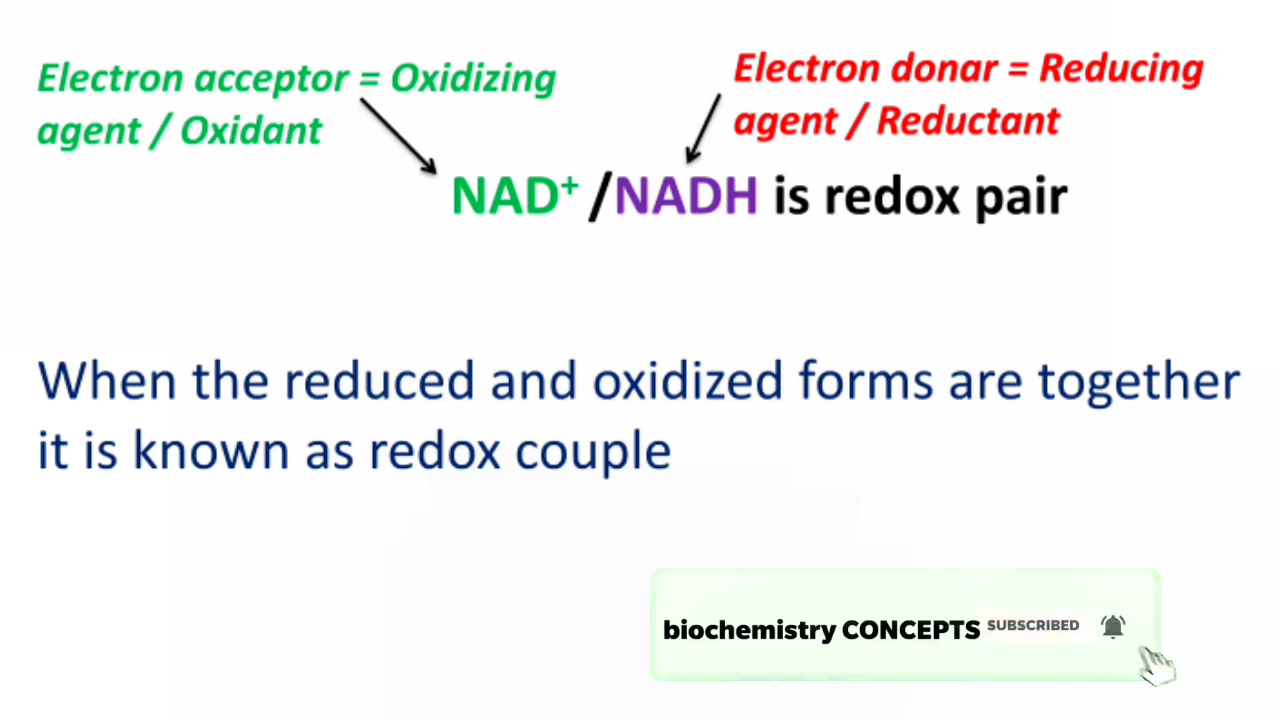 Electron acceptor = Oxidizing
agent / Oxidant
Electron donar = Reducing
agent / Reductant
NAD⁺ /NADH is redox pair
When the reduced and oxidized forms are together
it is known as redox couple
biochemistry CONCEPTS SUBSCRIBED